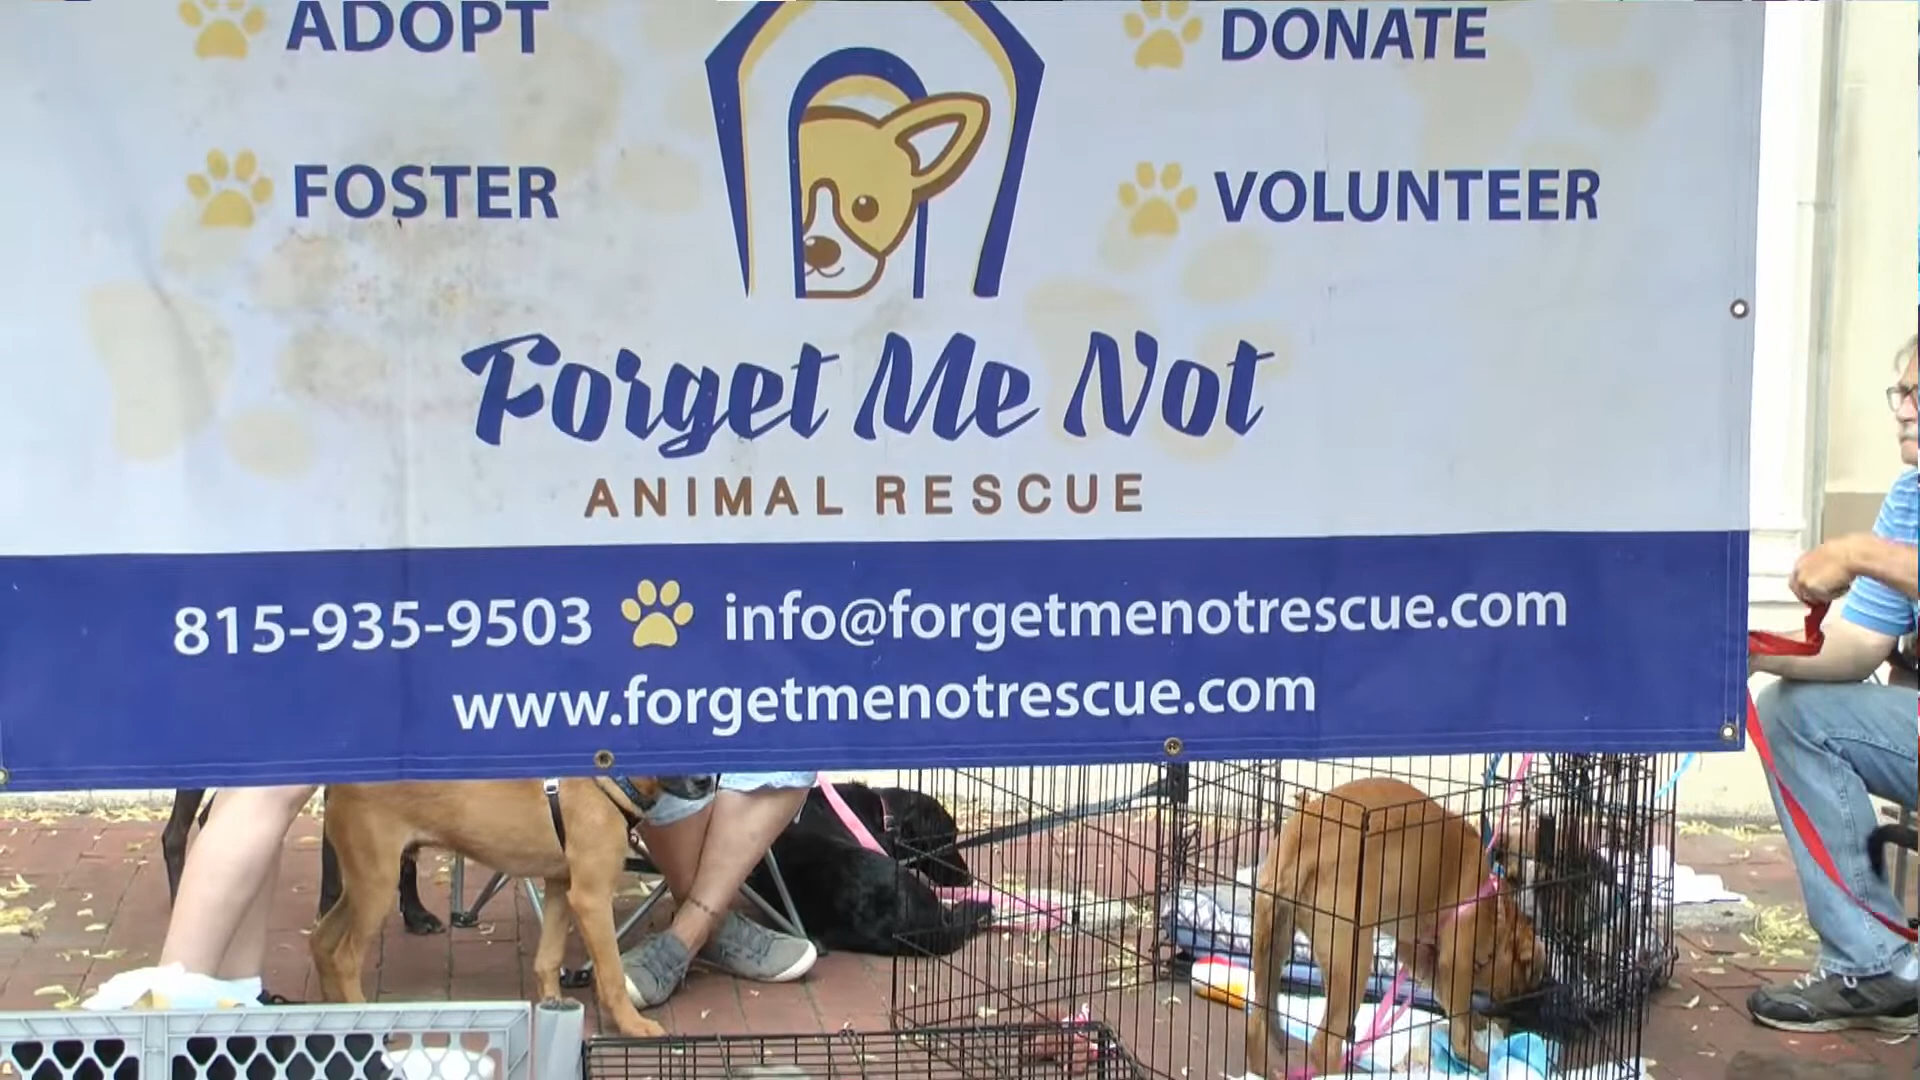 ADOPT DONATE
FOSTER VOLUNTEER
Forget Me Not
ANIMAL RESCUE
815-935-9503 info@forgetmenotrescue.com
www.forgetmenotrescue.com